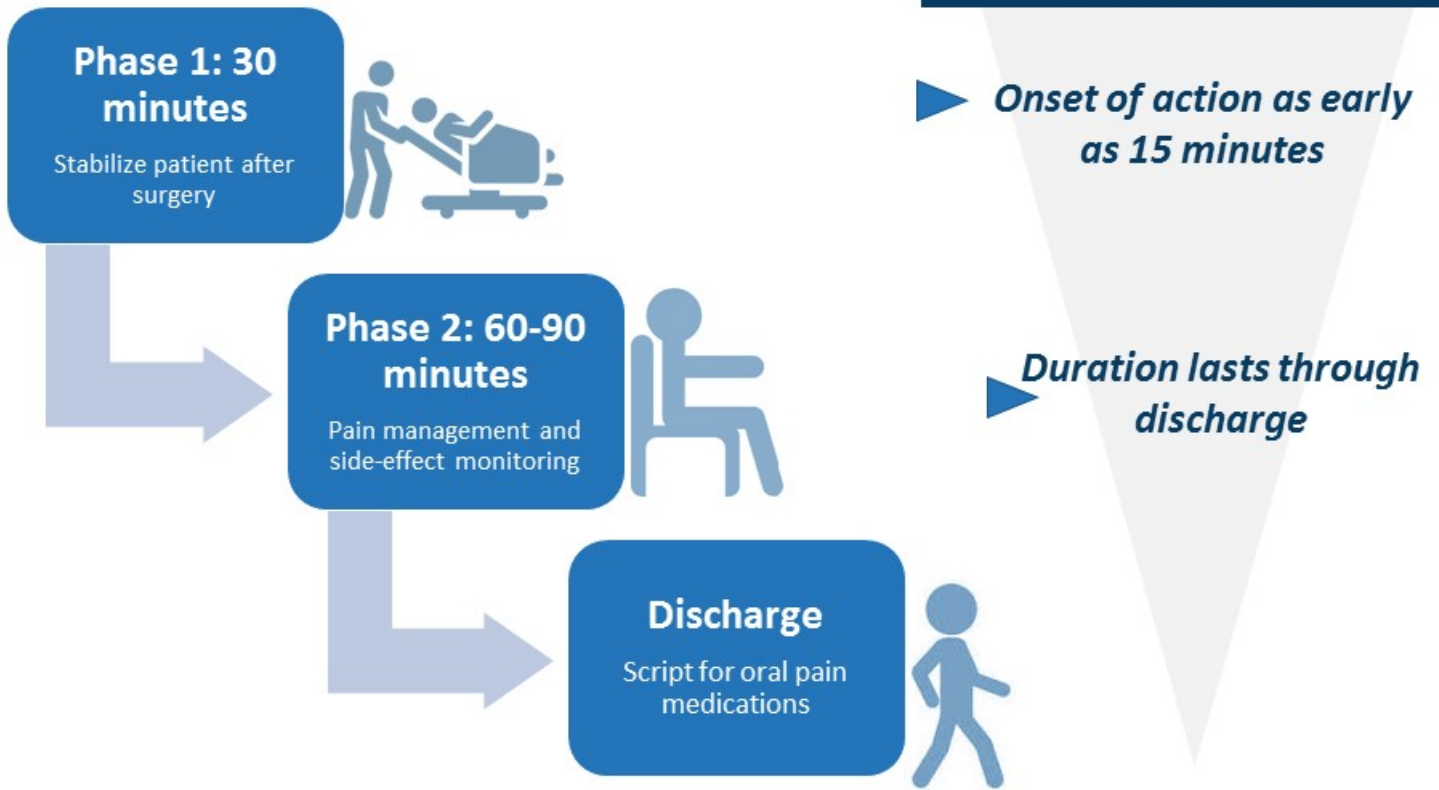 Phase 1: 30
minutes
Stabilize patient after
surgery
Onset of action as early
as 15 minutes
Phase 2: 60-90
minutes
Pain management and
side-effect monitoring
Duration lasts through
discharge
Discharge
Script for oral pain
medications